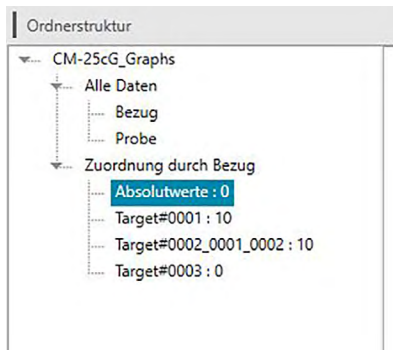 Ordnerstruktur
CM-25cG_Graphs
Alle Daten
Bezug
Probe
Zuordnung durch Bezug
Absolutwerte : 0
Target#0001 : 10
Target#0002_0001_0002 : 10
Target#0003 : 0